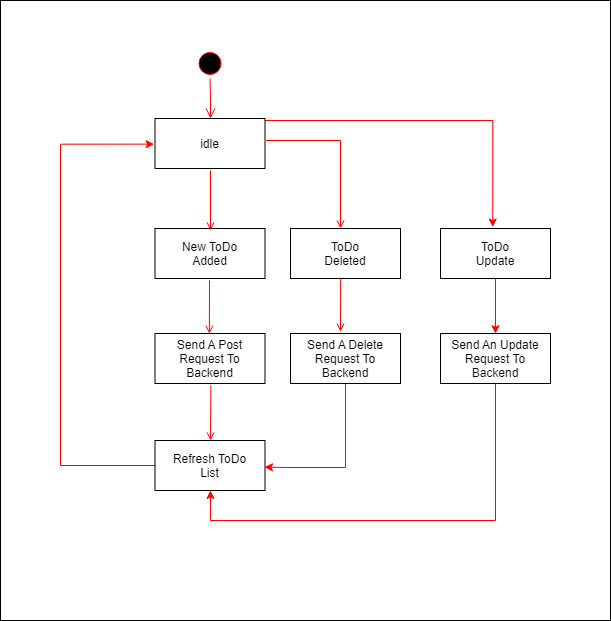 idle
New ToDo
Added
ToDo
Deleted
ToDo
Update
Send A Post
Request To
Backend
Send A Delete
Request To
Backend
Send An Update
Request To
Backend
Refresh ToDo
List